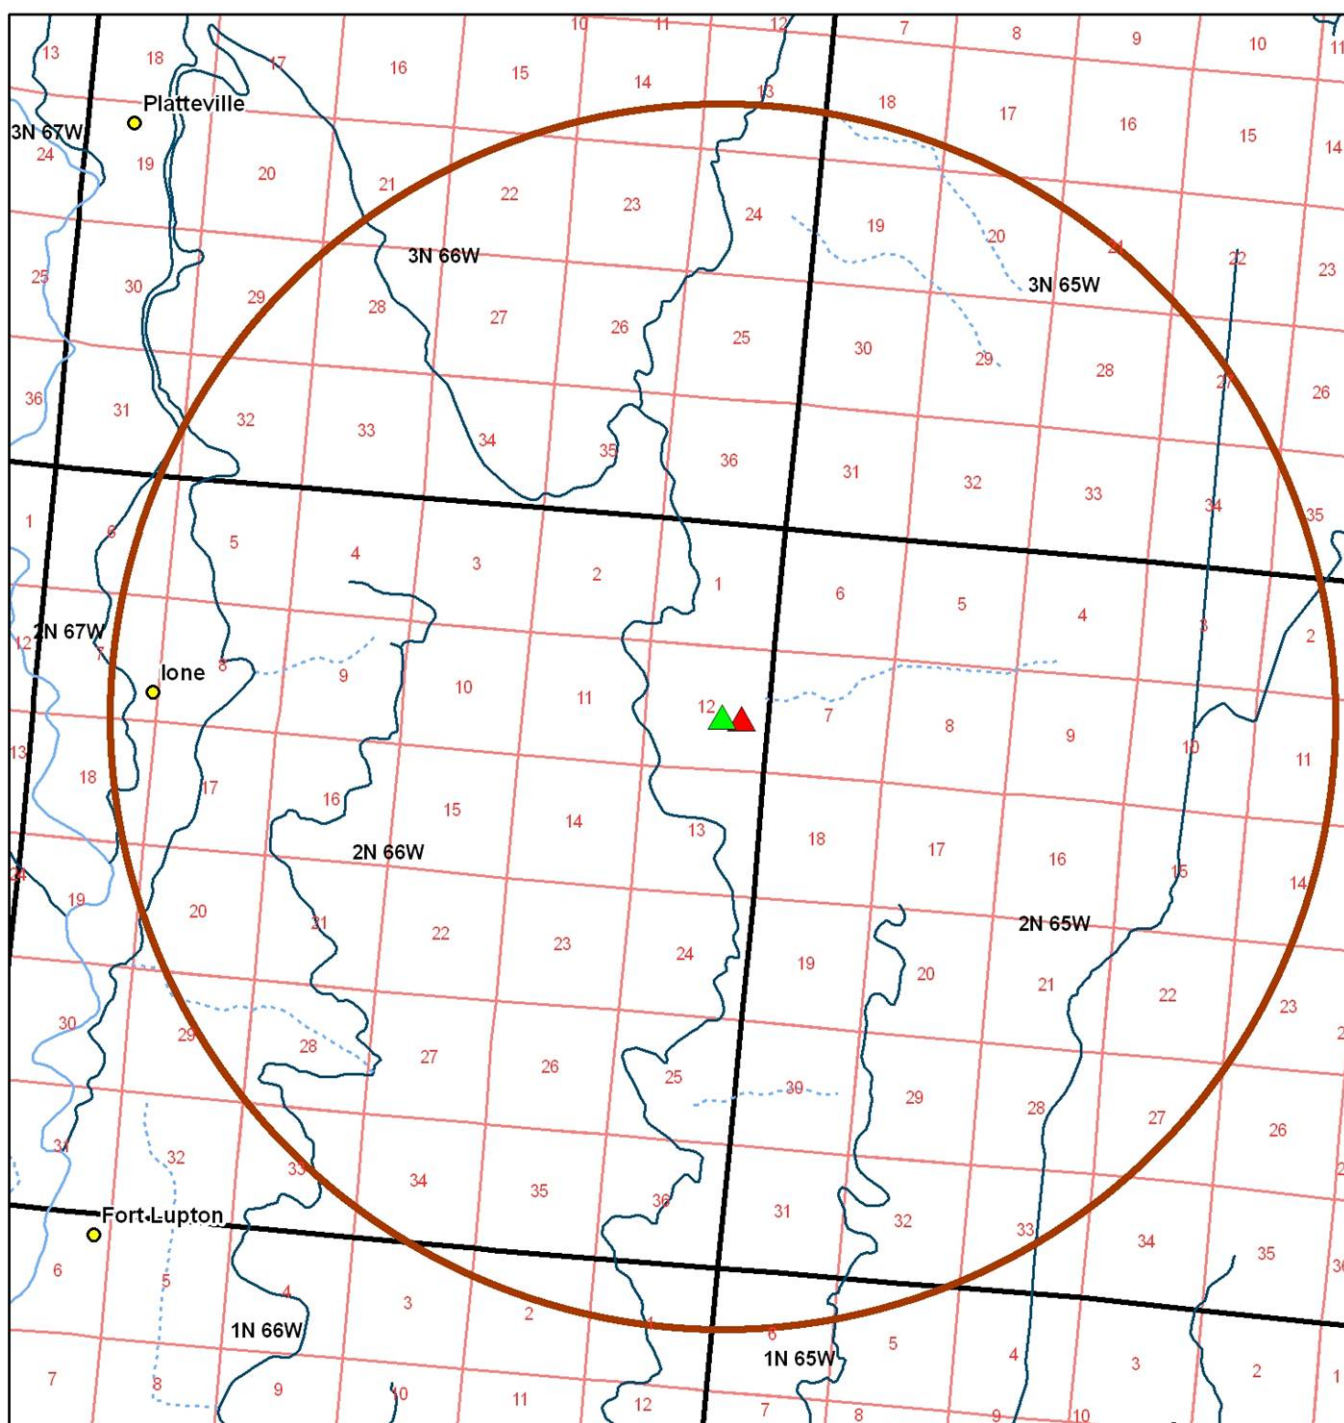 10 11 12 7 8 9 10 11
13 18 17 16 15 14 13 18 17 16 15 14
Platteville
3N 67W
24 19 20 21 22 23 24 19 20 21 22 23
3N 66W
3N 65W
25 30 29 28 27 26 25 30 29 28 27 26
36 31 32 33 34 35 36 31 32 33 34 35
1 6 5 4 3 2 1 6 5 4 3 2
2N 67W
Ione
12 7 8 9 10 11 12 7 8 9 10 11
13 18 17 16 15 14 13 18 17 16 15 14
2N 66W
2N 65W
24 19 20 21 22 23 24 19 20 21 22 23
30 29 28 27 26 25 30 29 28 27 26
31 32 33 34 35 36 31 32 33 34 35 36
Fort Lupton
6 5 4 3 2 1 6 5 4 3 2 1
1N 66W
1N 65W
7 8 9 10 11 12 7 8 9 10